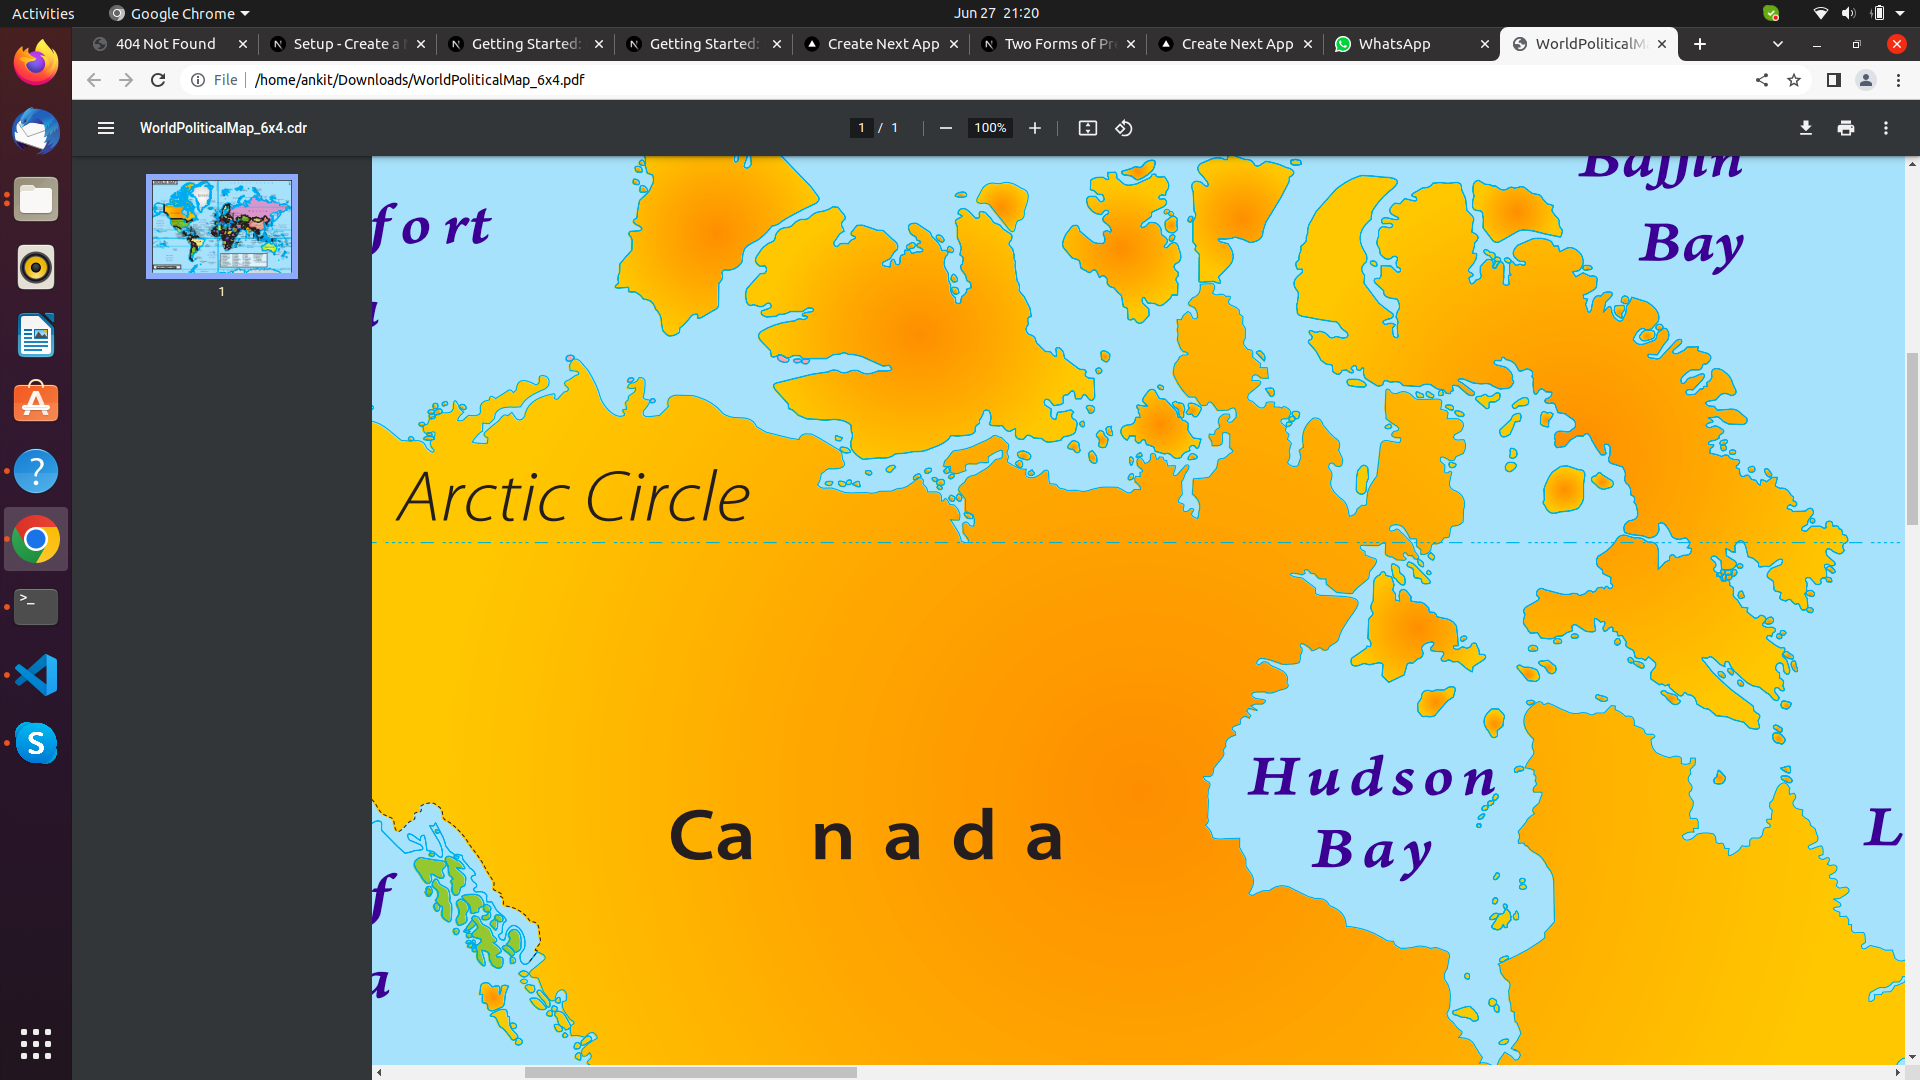 Activities Google Chrome Jun 27 21:20
404 Not Found Setup - Create a N Getting Started: Getting Started: Create Next App Two Forms of Pre Create Next App WhatsApp WorldPoliticalMa
File /home/ankit/Downloads/WorldPoliticalMap_6x4.pdf
WorldPoliticalMap_6x4.cdr 1 / 1 100%
1
Baffin
Bay
fort
a
Arctic Circle
Canada
Hudson
Bay
L
f
a